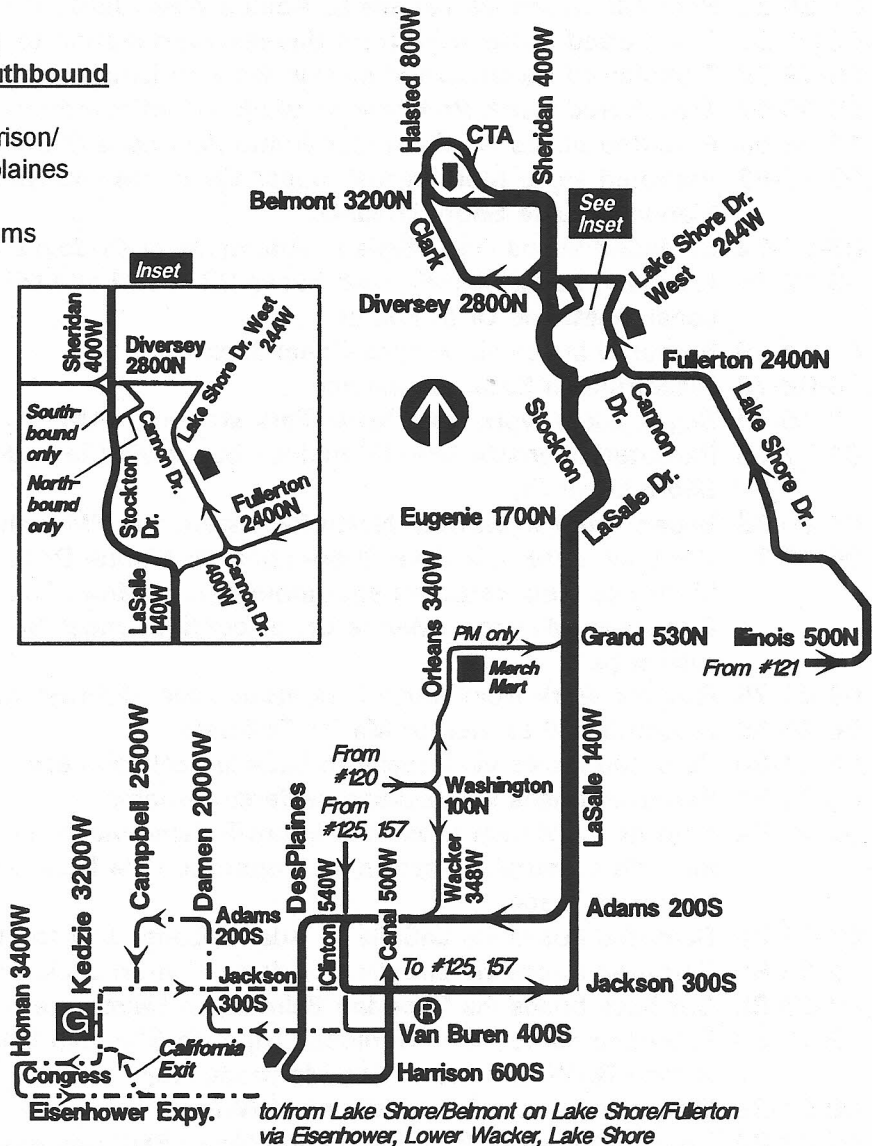 uthbound
rison/
plaines
ms
Halsted 800W
CTA
Sheridan 400W
Belmont 3200N
See
Inset
Clark
Lake Shore Dr.
West 244W
Diversey 2800N
Fullerton 2400N
Cannon
Dr.
Stockton
Lake Shore Dr.
LaSalle Dr.
Eugenie 1700N
Inset
Sheridan
400W
Diversey
2800N
Lake Shore Dr. West
244W
South-
bound
only
Cannon Dr.
North-
bound
only
Stockton
Dr.
Fullerton
2400N
LaSalle
140W
Cannon Dr.
400W
Orleans 340W
PM only
Grand 530N
Illinois 500N
Merch
Mart
From #121
LaSalle 140W
From
#120
Washington
100N
From
#125, 157
Wacker
348W
DesPlaines
Clinton 540W
Canal 500W
Adams 200S
To #125, 157
Jackson 300S
R
Van Buren 400S
Harrison 600S
Homan 3400W
Kedzie 3200W
Campbell 2500W
Damen 2000W
Adams
200S
Jackson
300S
G
California
Exit
Congress
Eisenhower Expy.
to/from Lake Shore/Belmont on Lake Shore/Fullerton
via Eisenhower, Lower Wacker, Lake Shore